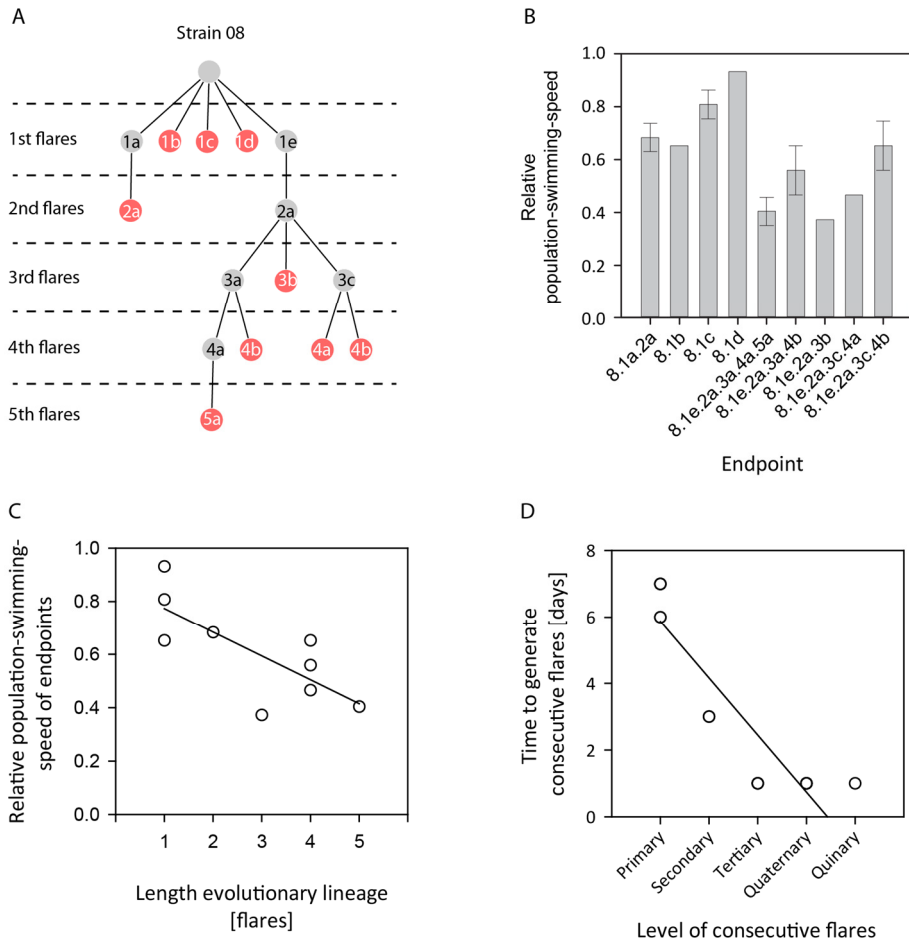 A
Strain 08
1st flares
1a
1b
1c
1d
1e
2nd flares
2a
2a
3rd flares
3a
3b
3c
4th flares
4a
4b
4a
4b
5th flares
5a
B
Relative
population-swimming-speed
1.0
0.8
0.6
0.4
0.2
0.0
8.1a.2a
8.1b
8.1c
8.1d
8.1e.2a.3a.4a.5a
8.1e.2a.3a.4b
8.1e.2a.3b
8.1e.2a.3c.4a
8.1e.2a.3c.4b
Endpoint
C
Relative population-swimming-
speed of endpoints
1.0
0.8
0.6
0.4
0.2
0.0
1 2 3 4 5
Length evolutionary lineage
[flares]
D
Time to generate
consecutive flares [days]
8
6
4
2
0
Primary
Secondary
Tertiary
Quaternary
Quinary
Level of consecutive flares